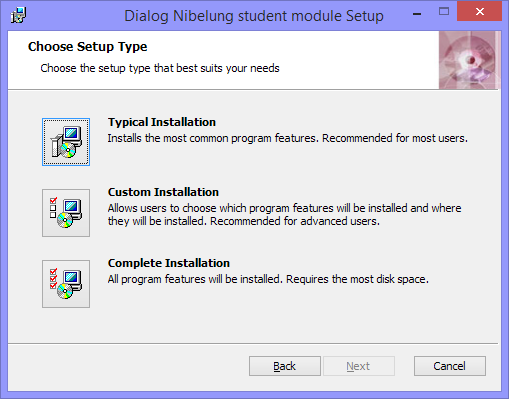 Dialog Nibelung student module Setup
Choose Setup Type
Choose the setup type that best suits your needs
Typical Installation
Installs the most common program features. Recommended for most users.
Custom Installation
Allows users to choose which program features will be installed and where
they will be installed. Recommended for advanced users.
Complete Installation
All program features will be installed. Requires the most disk space.
Back Next Cancel